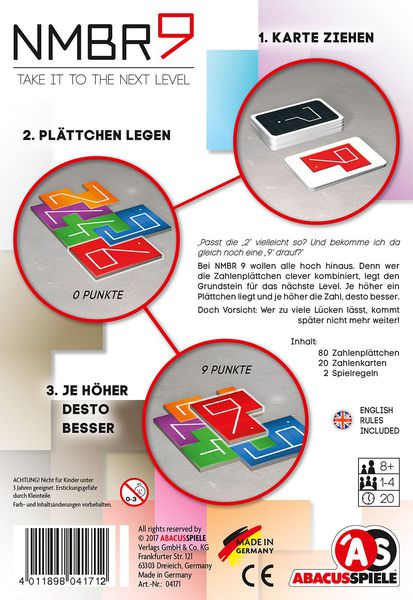 NMBR 9
TAKE IT TO THE NEXT LEVEL
1. KARTE ZIEHEN
2. PLÄTTCHEN LEGEN
0 PUNKTE
„Passt die ‚2‘ vielleicht so? Und bekomme ich da
gleich noch eine ‚9‘ drauf?“
Bei NMBR 9 wollen alle hoch hinaus. Denn wer
die Zahlenplättchen clever kombiniert, legt den
Grundstein für das nächste Level. Je höher ein
Plättchen liegt und je höher die Zahl, desto besser.
Doch Vorsicht: Wer zu viele Lücken lässt, kommt
später nicht mehr weiter!
Inhalt:
80 Zahlenplättchen
20 Zahlenkarten
2 Spielregeln
3. JE HÖHER
DESTO
BESSER
9 PUNKTE
ENGLISH
RULES
INCLUDED
8+
1-4
20
ACHTUNG! Nicht für Kinder unter
3 Jahren geeignet. Erstickungsgefahr
durch Kleinteile.
Farb- und Inhaltsänderungen vorbehalten.
0-3
4 011898 041712
All rights reserved by
© 2017 ABACUSSPIELE
Verlags GmbH & Co. KG
Frankfurter Str. 121
63303 Dreieich, Germany
Art.-Nr.: 04171
MADE IN
GERMANY
CE
AS
ABACUSSPIELE